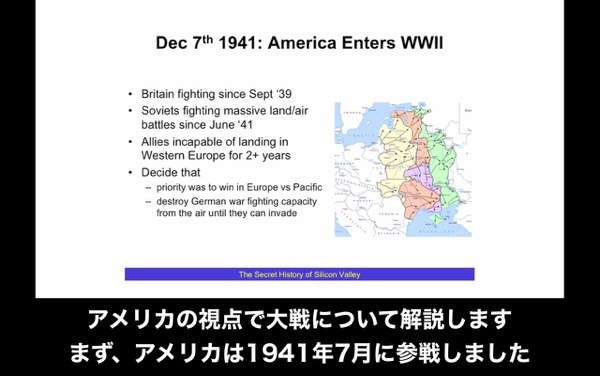 Dec 7th 1941: America Enters WWII
• Britain fighting since Sept ‘39
• Soviets fighting massive land/air
battles since June ‘41
• Allies incapable of landing in
Western Europe for 2+ years
• Decide that
– priority was to win in Europe vs Pacific
– destroy German war fighting capacity
from the air until they can invade
The Secret History of Silicon Valley
アメリカの視点で大戦について解説します
まず、アメリカは1941年7月に参戦しました